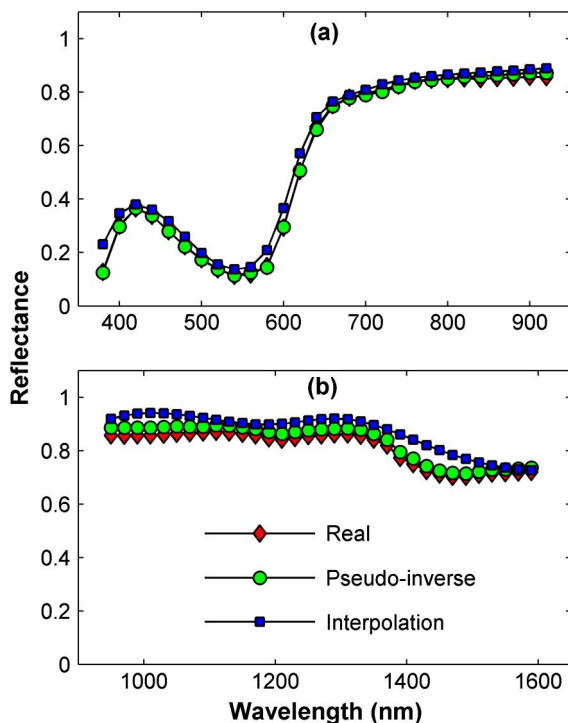 (a)
1
0.8
0.6
0.4
0.2
0
400 500 600 700 800 900
Reflectance
(b)
1
0.8
0.6
0.4
0.2
0
Real
Pseudo-inverse
Interpolation
1000 1200 1400 1600
Wavelength (nm)